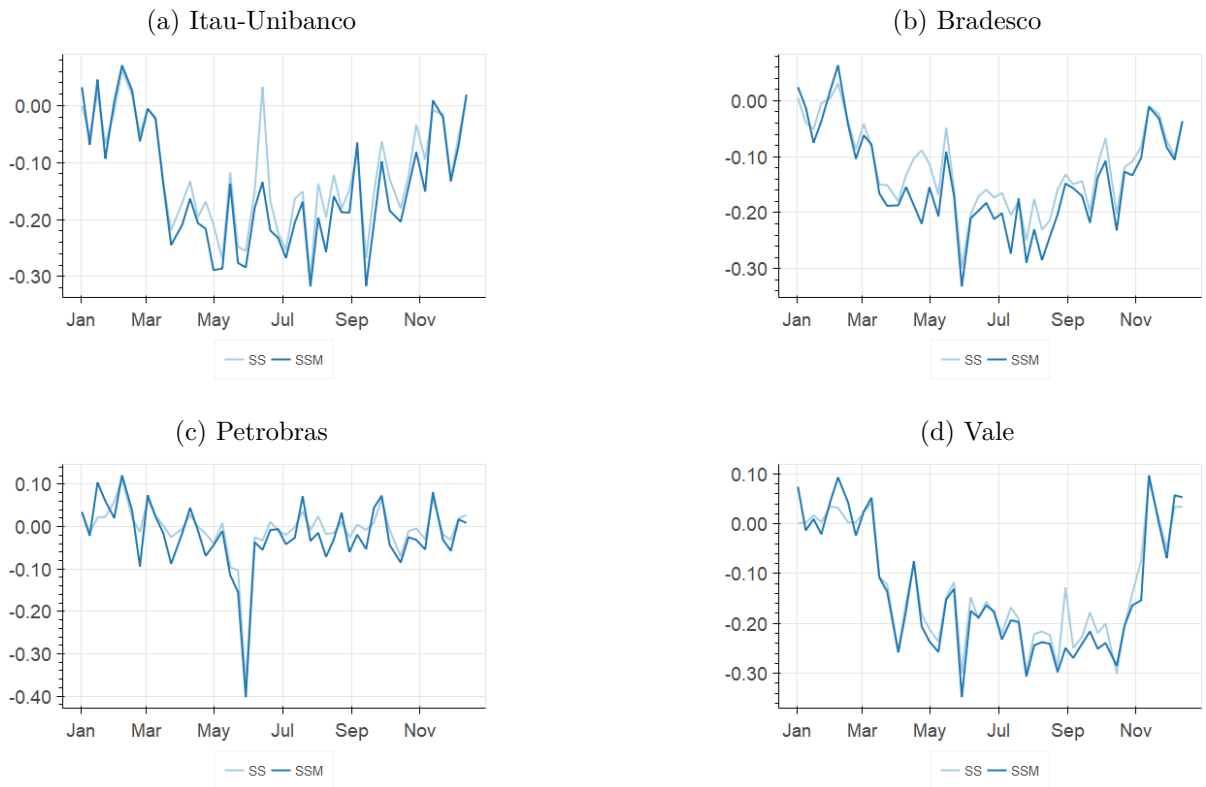 (a) Itau-Unibanco
0.00
-0.10
-0.20
-0.30
Jan Mar May Jul Sep Nov
SS SSM
(b) Bradesco
0.00
-0.10
-0.20
-0.30
Jan Mar May Jul Sep Nov
SS SSM
(c) Petrobras
0.10
0.00
-0.10
-0.20
-0.30
-0.40
Jan Mar May Jul Sep Nov
SS SSM
(d) Vale
0.10
0.00
-0.10
-0.20
-0.30
Jan Mar May Jul Sep Nov
SS SSM